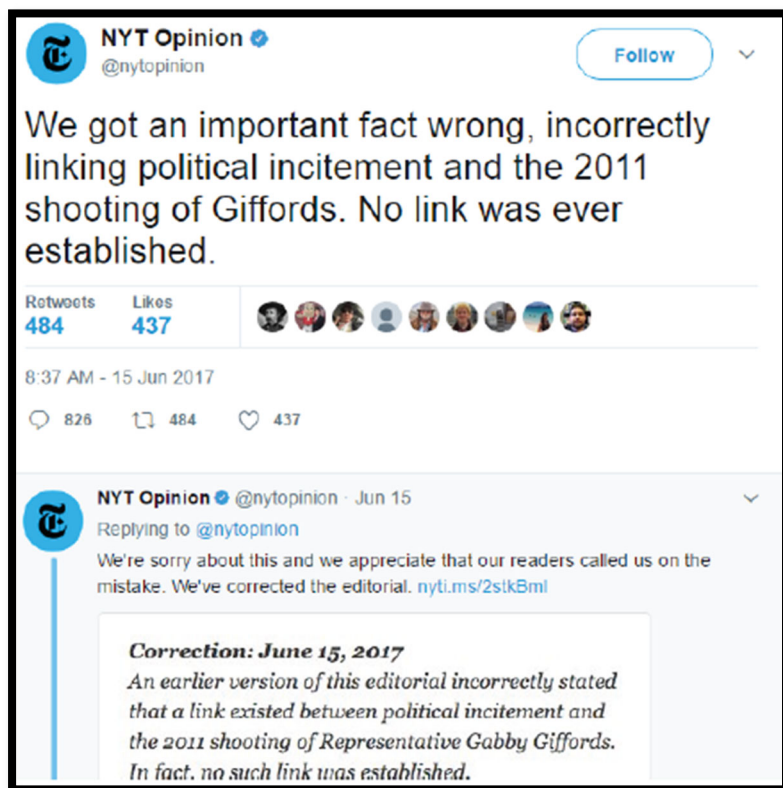 NYT Opinion
@nytopinion
Follow
We got an important fact wrong, incorrectly
linking political incitement and the 2011
shooting of Giffords. No link was ever
established.
Retweets Likes
484 437
8:37 AM - 15 Jun 2017
826 484 437
NYT Opinion @nytopinion · Jun 15
Replying to @nytopinion
We're sorry about this and we appreciate that our readers called us on the
mistake. We've corrected the editorial. nyti.ms/2stkBml
Correction: June 15, 2017
An earlier version of this editorial incorrectly stated
that a link existed between political incitement and
the 2011 shooting of Representative Gabby Giffords.
In fact, no such link was established.